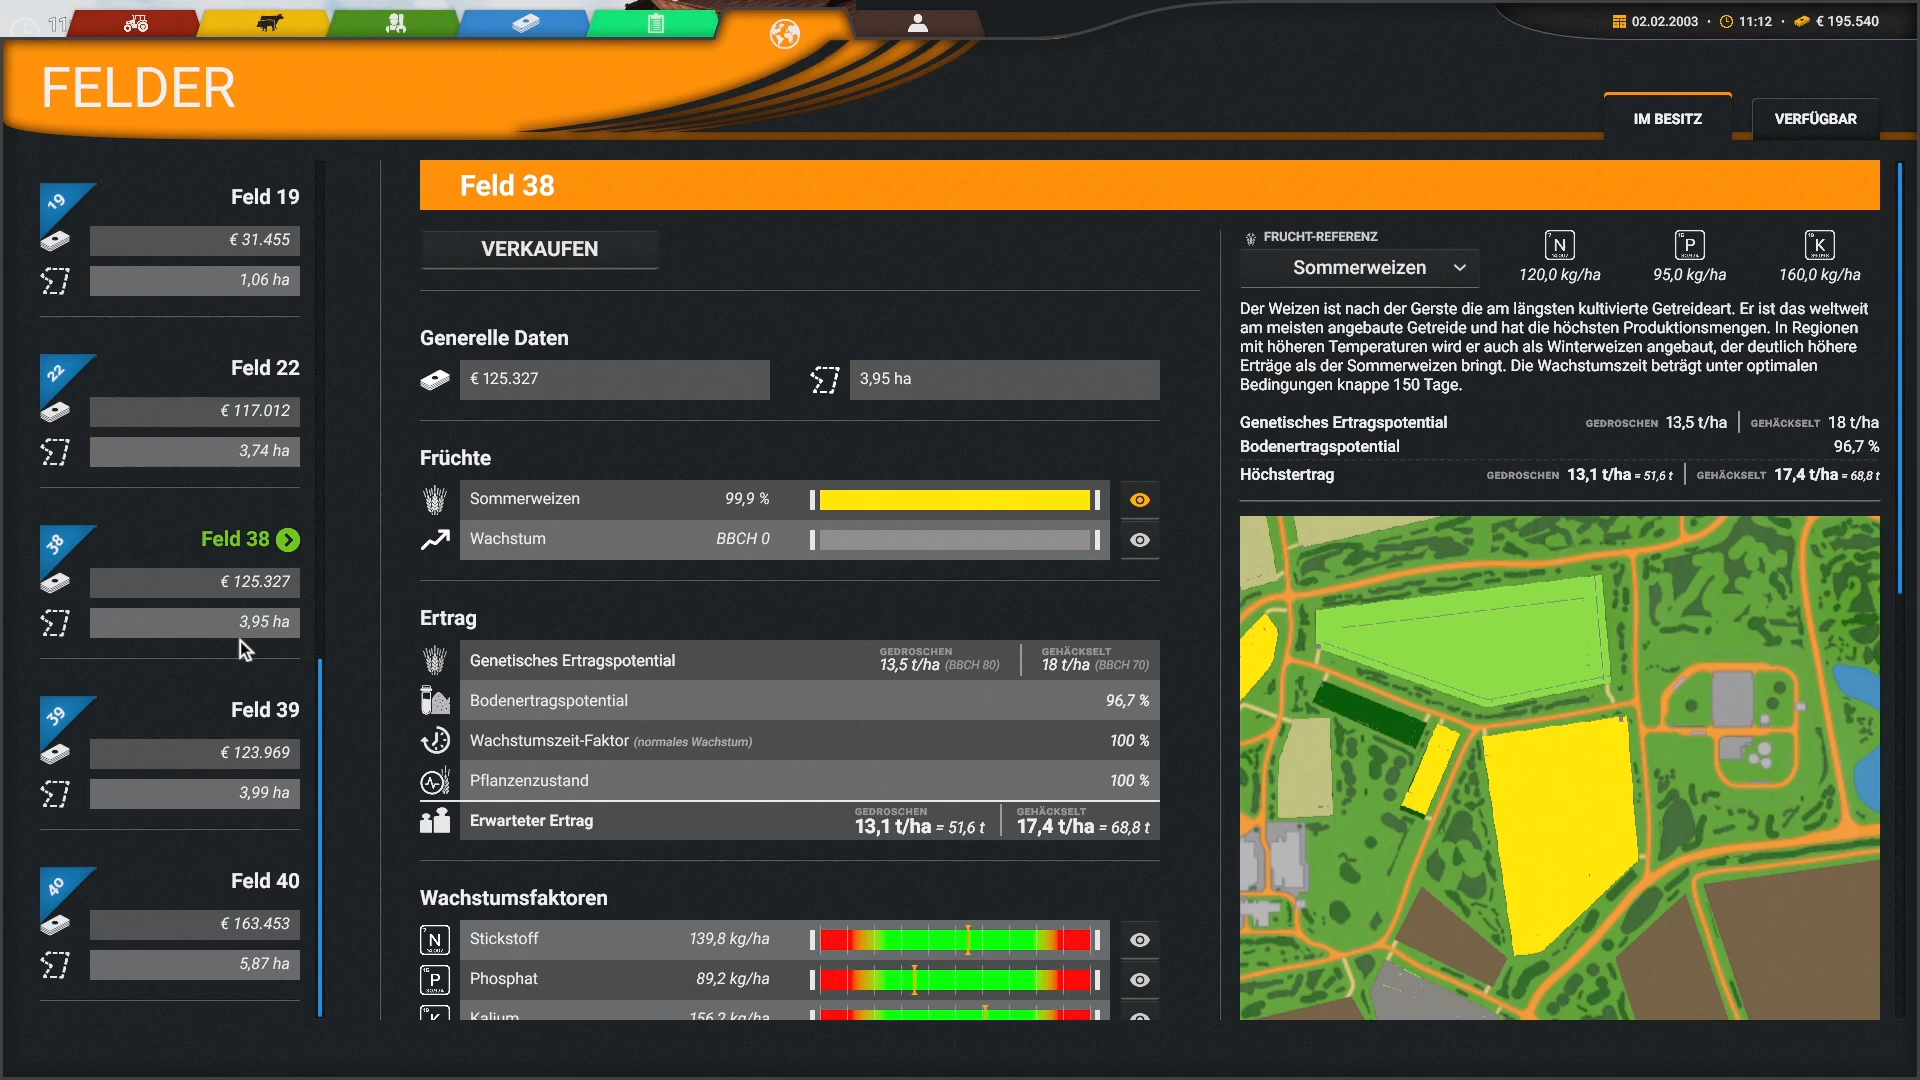 02.02.2003 · 11:12 · € 195.540
FELDER
IM BESITZ
VERFÜGBAR
19
Feld 19
€ 31.455
1,06 ha
22
Feld 22
€ 117.012
3,74 ha
38
Feld 38
€ 125.327
3,95 ha
39
Feld 39
€ 123.969
3,99 ha
40
Feld 40
€ 163.453
5,87 ha
Feld 38
VERKAUFEN
Generelle Daten
€ 125.327
3,95 ha
Früchte
Sommerweizen 99,9 %
Wachstum BBCH 0
Ertrag
Genetisches Ertragspotential GEDROSCHEN 13,5 t/ha (BBCH 80) GEHÄCKSELT 18 t/ha (BBCH 70)
Bodenertragspotential 96,7 %
Wachstumszeit-Faktor (normales Wachstum) 100 %
Pflanzenzustand 100 %
Erwarteter Ertrag GEDROSCHEN 13,1 t/ha = 51,6 t GEHÄCKSELT 17,4 t/ha = 68,8 t
Wachstumsfaktoren
N Stickstoff 139,8 kg/ha
P Phosphat 89,2 kg/ha
K Kalium 156,2 kg/ha
FRUCHT-REFERENZ
Sommerweizen
N
120,0 kg/ha
P
95,0 kg/ha
K
160,0 kg/ha
Der Weizen ist nach der Gerste die am längsten kultivierte Getreideart. Er ist das weltweit
am meisten angebaute Getreide und hat die höchsten Produktionsmengen. In Regionen
mit höheren Temperaturen wird er auch als Winterweizen angebaut, der deutlich höhere
Erträge als der Sommerweizen bringt. Die Wachstumszeit beträgt unter optimalen
Bedingungen knappe 150 Tage.
Genetisches Ertragspotential GEDROSCHEN 13,5 t/ha GEHÄCKSELT 18 t/ha
Bodenertragspotential 96,7 %
Höchstertrag GEDROSCHEN 13,1 t/ha = 51,6 t GEHÄCKSELT 17,4 t/ha = 68,8 t